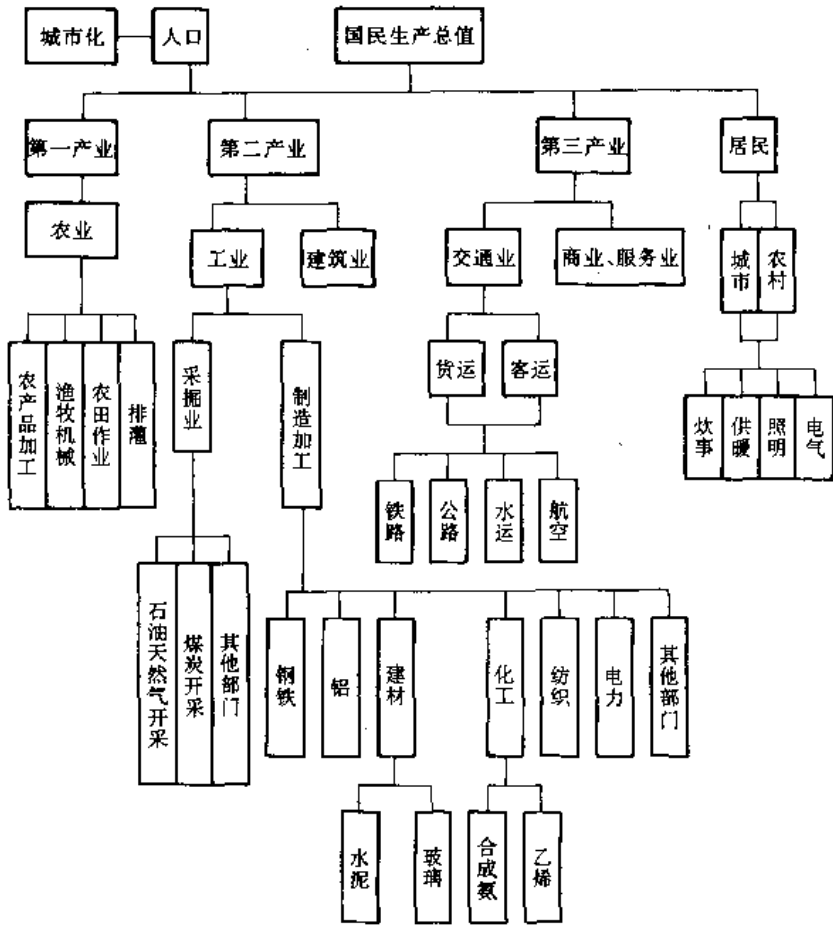 城市化
人口
国民生产总值
第一产业
第二产业
第三产业
居民
农业
工业
建筑业
交通业
商业、服务业
城市
农村
农产品加工
渔牧机械
农田作业
排灌
采掘业
制造加工
货运
客运
炊事
供暖
照明
电气
铁路
公路
水运
航空
石油天然气开采
煤炭开采
其他部门
钢铁
铝
建材
化工
纺织
电力
其他部门
水泥
玻璃
合成氨
乙烯